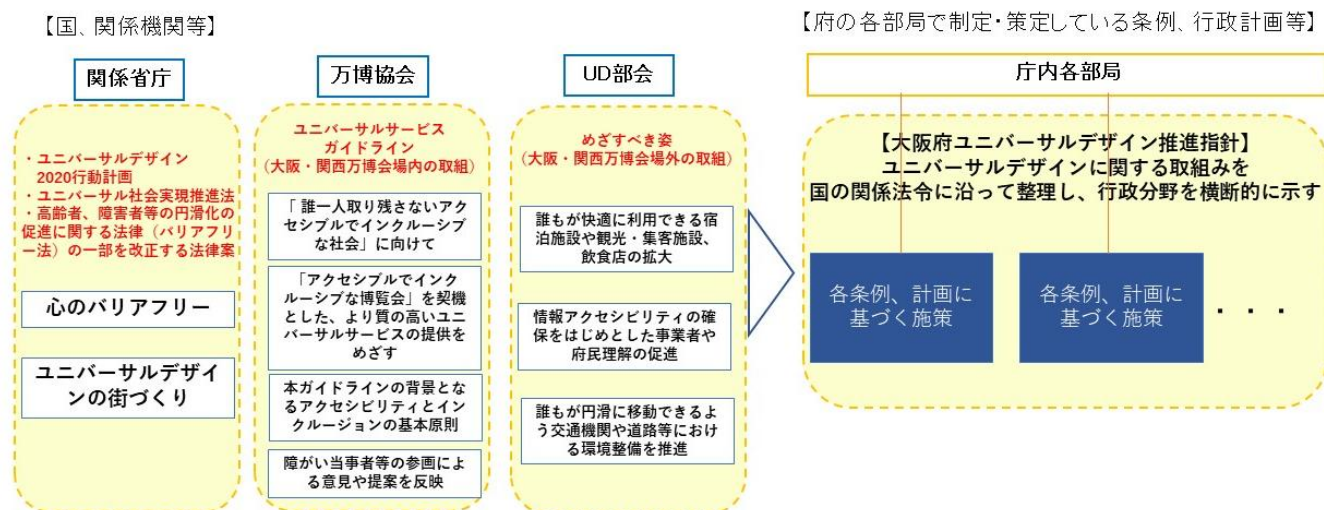 【国、関係機関等】
【府の各部局で制定・策定している条例、行政計画等】
関係省庁
・ユニバーサルデザイン
2020行動計画
・ユニバーサル社会実現推進法
・高齢者、障害者等の円滑化の
促進に関する法律（バリアフリ
ー法）の一部を改正する法律案
心のバリアフリー
ユニバーサルデザイ
ンの街づくり
万博協会
ユニバーサルサービス
ガイドライン
（大阪・関西万博会場内の取組）
「 誰一人取り残さないアク
セシブルでインクルーシブ
な社会」に向けて
「アクセシブルでインク
ルーシブな博覧会」を契機
とした、より質の高いユニ
バーサルサービスの提供を
めざす
本ガイドラインの背景とな
るアクセシビリティとイン
クルージョンの基本原則
障がい当事者等の参画によ
る意見や提案を反映
UD部会
めざすべき姿
（大阪・関西万博会場外の取組）
誰もが快適に利用できる宿
泊施設や観光・集客施設、
飲食店の拡大
情報アクセシビリティの確
保をはじめとした事業者や
府民理解の促進
誰もが円滑に移動できるよ
う交通機関や道路等におけ
る環境整備を推進
庁内各部局
【大阪府ユニバーサルデザイン推進指針】
ユニバーサルデザインに関する取組みを
国の関係法令に沿って整理し、行政分野を横断的に示す
各条例、計画に
基づく施策
各条例、計画に
基づく施策
・・・